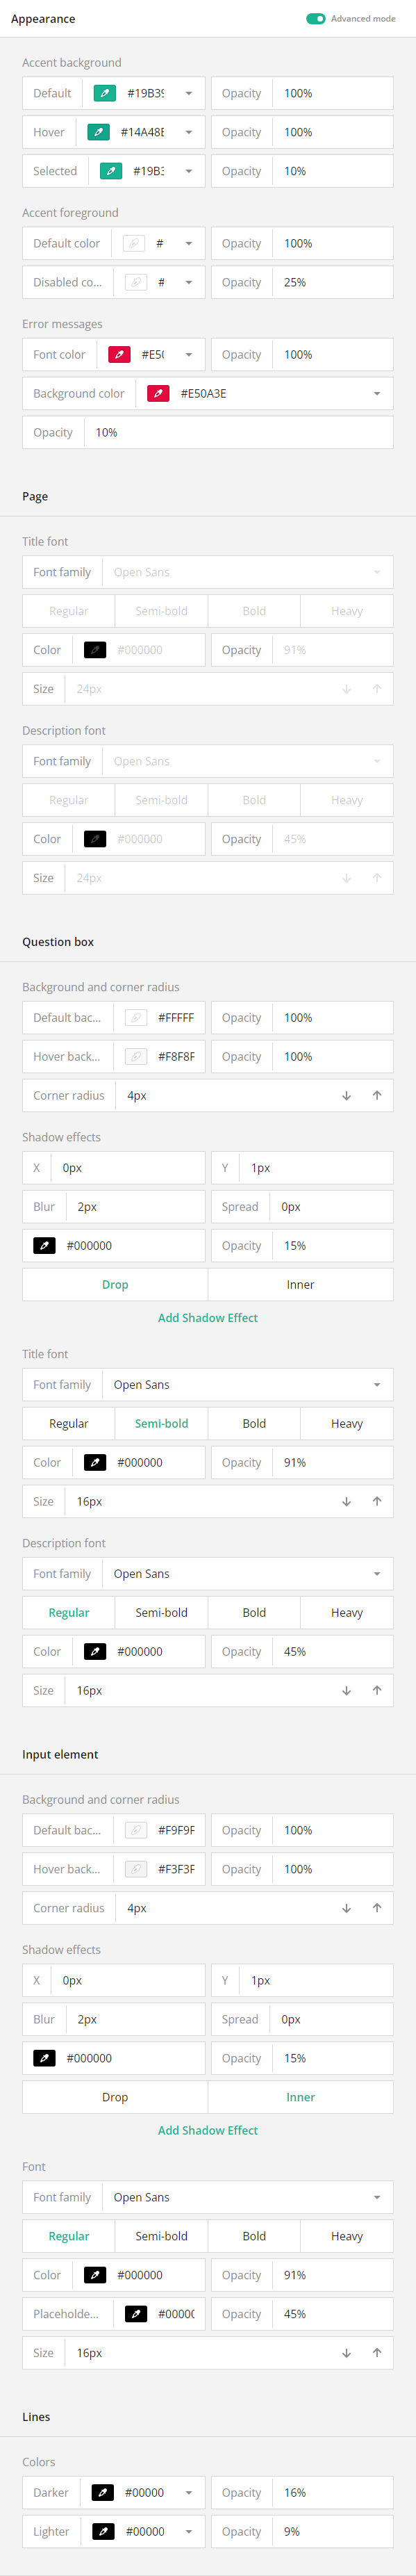 Appearance Advanced mode
Accent background
Default #19B39 Opacity 100%
Hover #14A48E Opacity 100%
Selected #19B3 Opacity 10%
Accent foreground
Default color # Opacity 100%
Disabled co... # Opacity 25%
Error messages
Font color #E50 Opacity 100%
Background color #E50A3E
Opacity 10%
Page
Title font
Font family Open Sans
Regular Semi-bold Bold Heavy
Color #000000 Opacity 91%
Size 24px
Description font
Font family Open Sans
Regular Semi-bold Bold Heavy
Color #000000 Opacity 45%
Size 24px
Question box
Background and corner radius
Default bac... #FFFFF Opacity 100%
Hover back... #F8F8F Opacity 100%
Corner radius 4px
Shadow effects
X 0px Y 1px
Blur 2px Spread 0px
#000000 Opacity 15%
Drop Inner
Add Shadow Effect
Title font
Font family Open Sans
Regular Semi-bold Bold Heavy
Color #000000 Opacity 91%
Size 16px
Description font
Font family Open Sans
Regular Semi-bold Bold Heavy
Color #000000 Opacity 45%
Size 16px
Input element
Background and corner radius
Default bac... #F9F9F Opacity 100%
Hover back... #F3F3F Opacity 100%
Corner radius 4px
Shadow effects
X 0px Y 1px
Blur 2px Spread 0px
#000000 Opacity 15%
Drop Inner
Add Shadow Effect
Font
Font family Open Sans
Regular Semi-bold Bold Heavy
Color #000000 Opacity 91%
Placeholde... #0000 Opacity 45%
Size 16px
Lines
Colors
Darker #00000 Opacity 16%
Lighter #00000 Opacity 9%